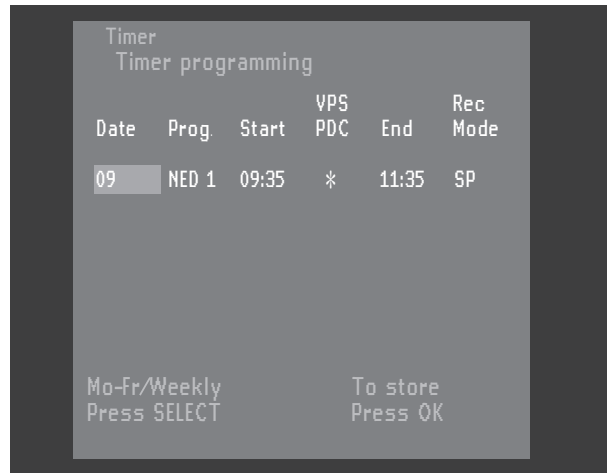 Timer
Timer programming
VPS Rec
Date Prog. Start PDC End Mode
09 NED 1 09:35 * 11:35 SP
Mo-Fr/Weekly To store
Press SELECT Press OK